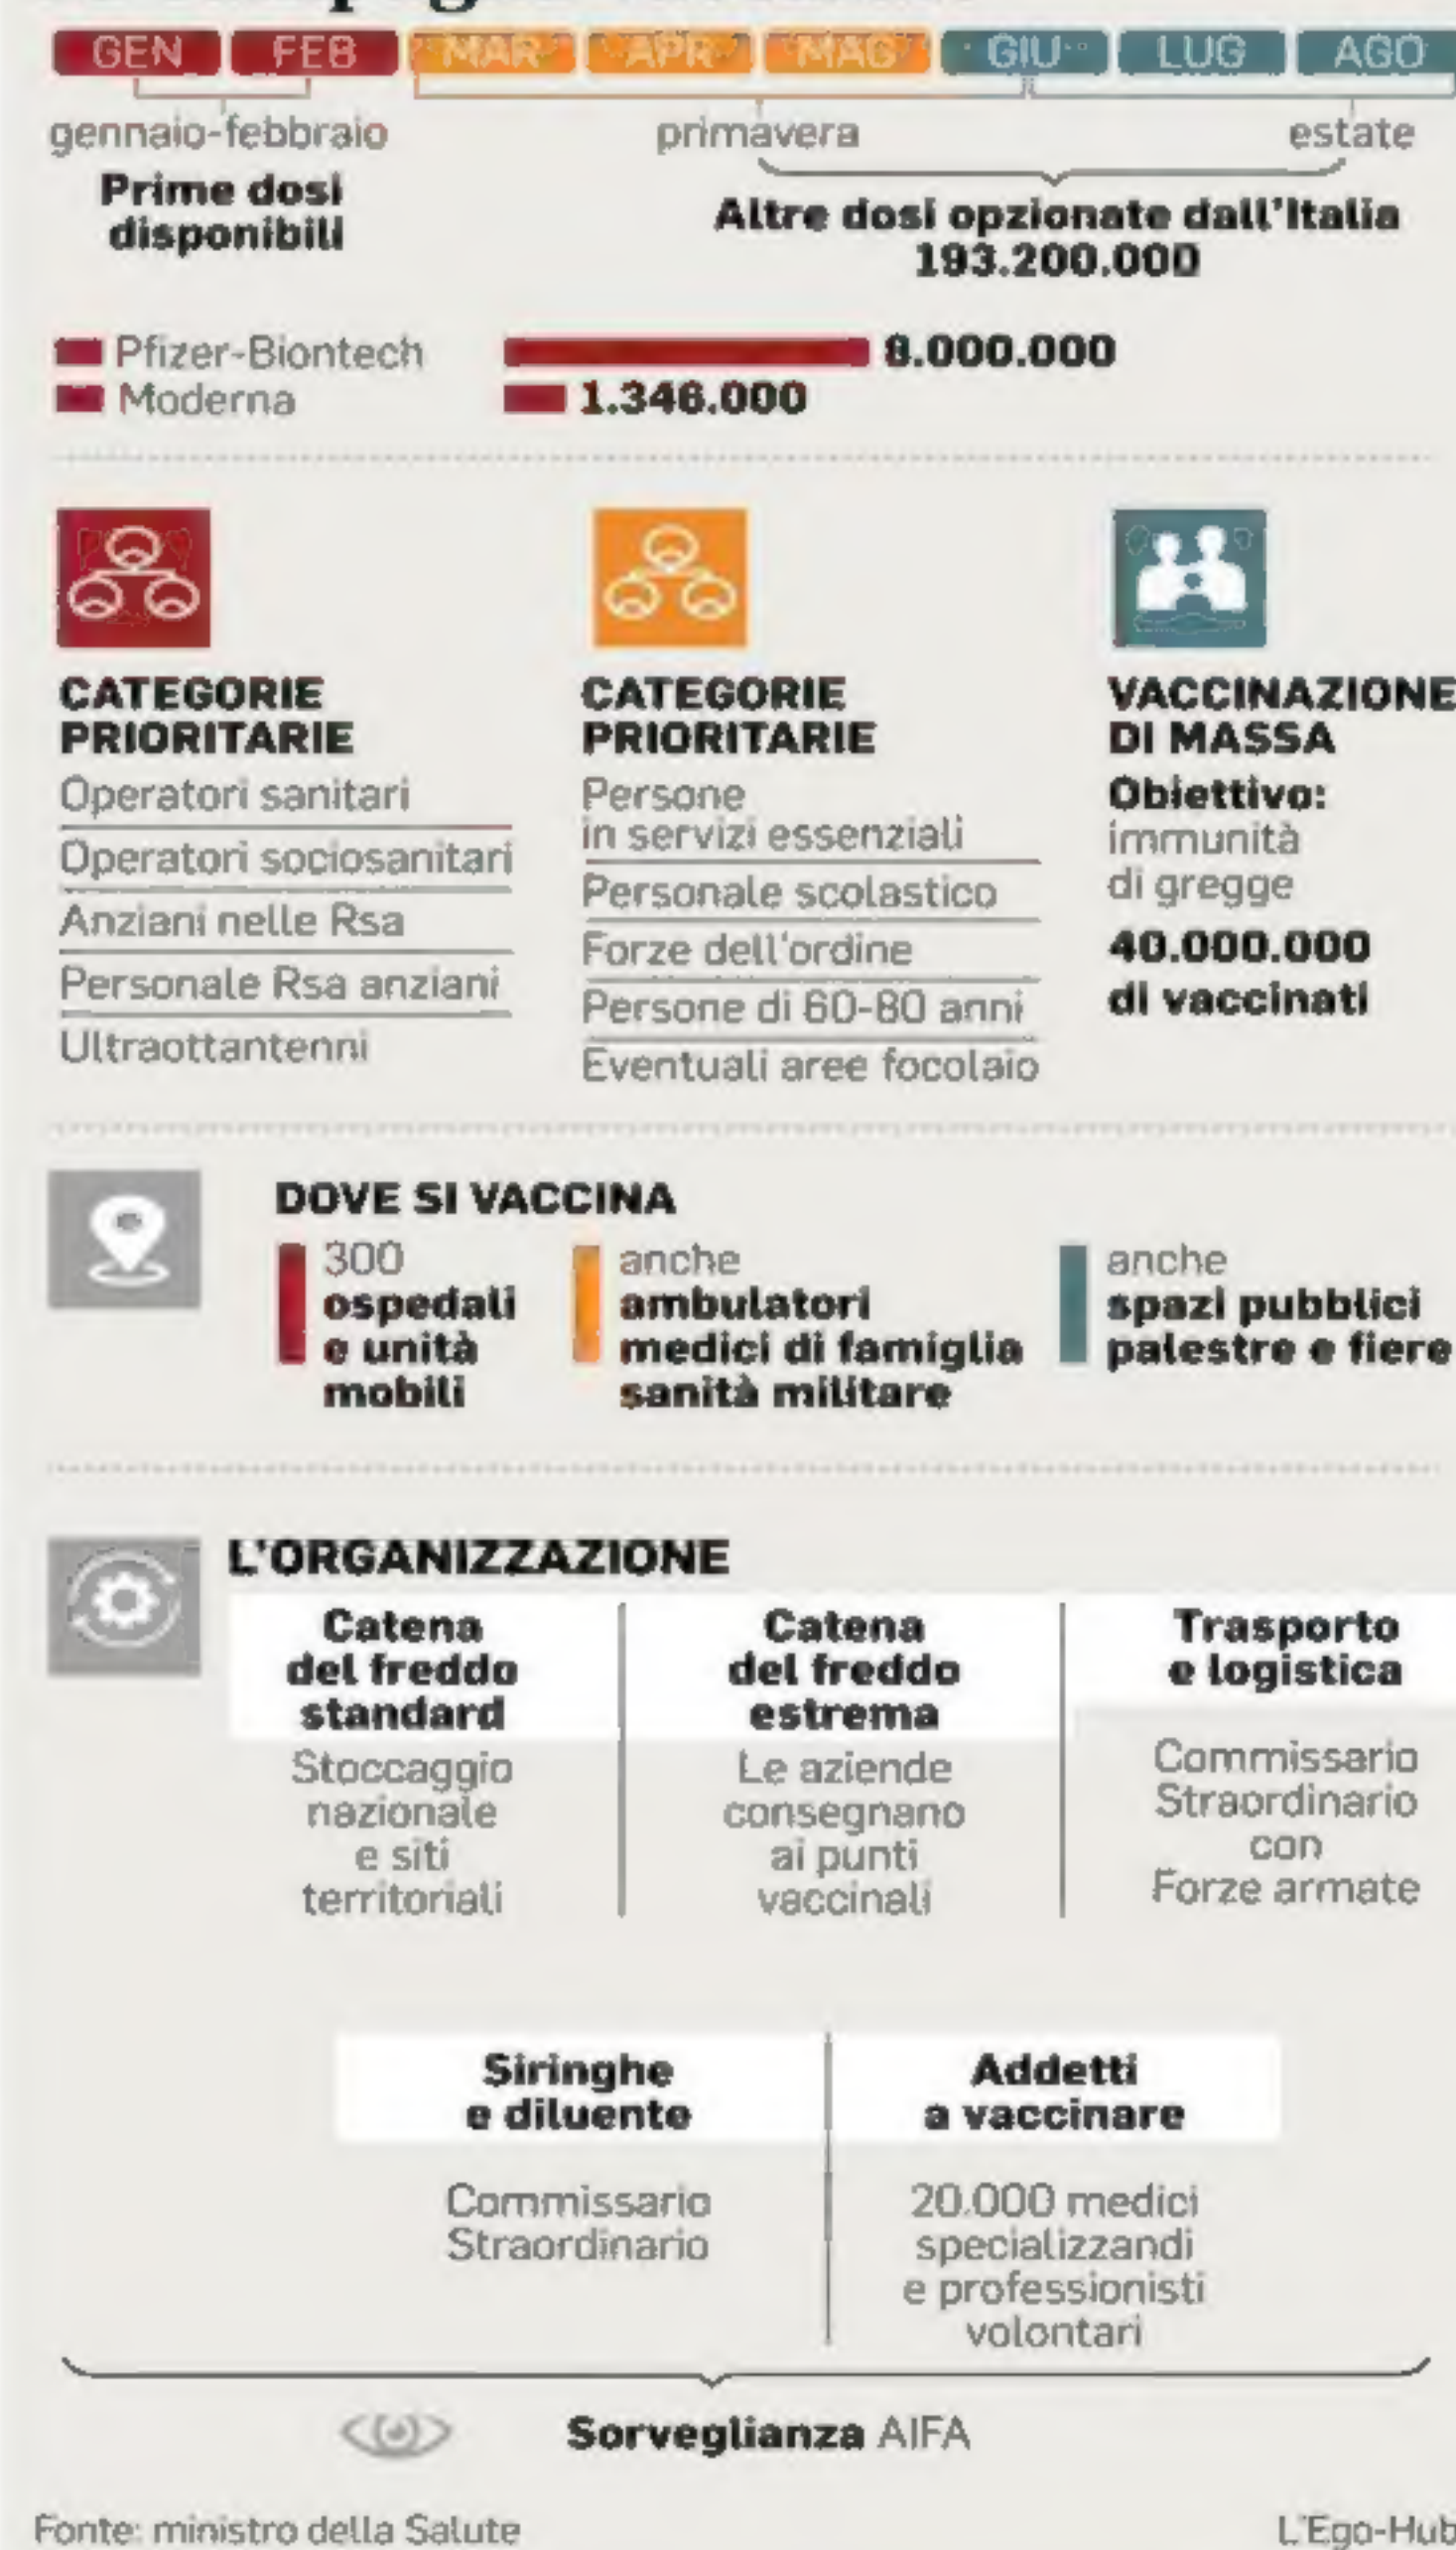 GEN FEB MAR APR MAG GIU LUG AGO
gennaio-febbraio
primavera
estate
Prime dosi
disponibili
Altre dosi opzionate dall'Italia
193.200.000
Pfizer-Biontech 8.000.000
Moderna 1.346.000
CATEGORIE
PRIORITARIE
Operatori sanitari
Operatori sociosanitari
Anziani nelle Rsa
Personale Rsa anziani
Ultraottantenni
CATEGORIE
PRIORITARIE
Persone
in servizi essenziali
Personale scolastico
Forze dell'ordine
Persone di 60-80 anni
Eventuali aree focolaio
VACCINAZIONE
DI MASSA
Obiettivo:
immunità
di gregge
40.000.000
di vaccinati
DOVE SI VACCINA
300
ospedali
e unità
mobili
anche
ambulatori
medici di famiglia
sanità militare
anche
spazi pubblici
palestre e fiere
L'ORGANIZZAZIONE
Catena
del freddo
standard
Stoccaggio
nazionale
e siti
territoriali
Catena
del freddo
estrema
Le aziende
consegnano
ai punti
vaccinali
Trasporto
e logistica
Commissario
Straordinario
con
Forze armate
Siringhe
e diluente
Commissario
Straordinario
Addetti
a vaccinare
20.000 medici
specializzandi
e professionisti
volontari
Sorveglianza AIFA
Fonte: ministro della Salute
L'Ego-Hub